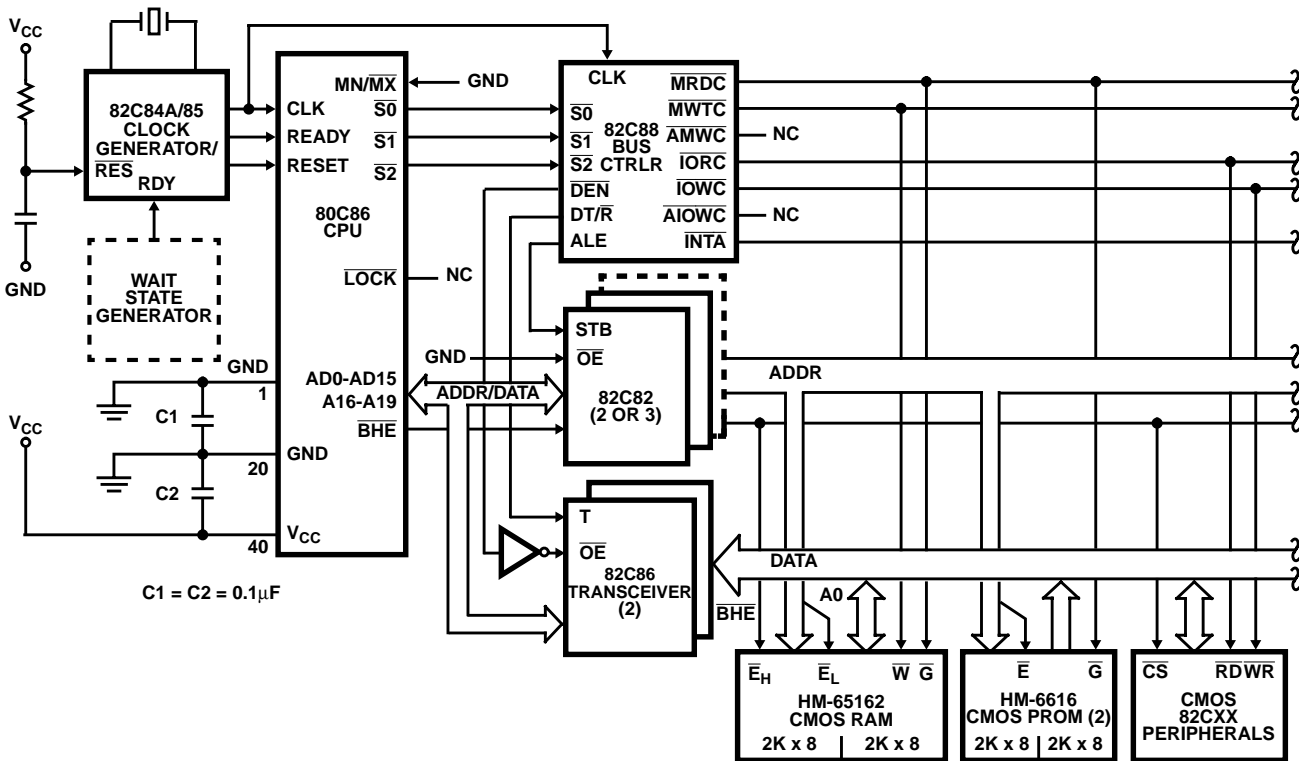 VCC
82C84A/85
CLOCK
GENERATOR/
RES
RDY
GND
WAIT
STATE
GENERATOR
MN/MX
GND
CLK
S0
READY
S1
RESET
S2
80C86
CPU
LOCK
NC
GND
1
AD0-AD15
A16-A19
ADDR/DATA
BHE
C1
VCC
GND
20
C2
VCC
40
C1 = C2 = 0.1μF
CLK
MRDC
MWTC
S0
82C88
BUS
CTRLR
S1
AMWC
NC
S2
IORC
DEN
IOWC
DT/R
AIOWC
NC
ALE
INTA
STB
GND
OE
82C82
(2 OR 3)
ADDR
T
OE
82C86
TRANSCEIVER
(2)
DATA
BHE
A0
EH
EL
W
G
HM-65162
CMOS RAM
2K x 8
2K x 8
E
G
HM-6616
CMOS PROM (2)
2K x 8
2K x 8
CS
RD
WR
CMOS
82CXX
PERIPHERALS